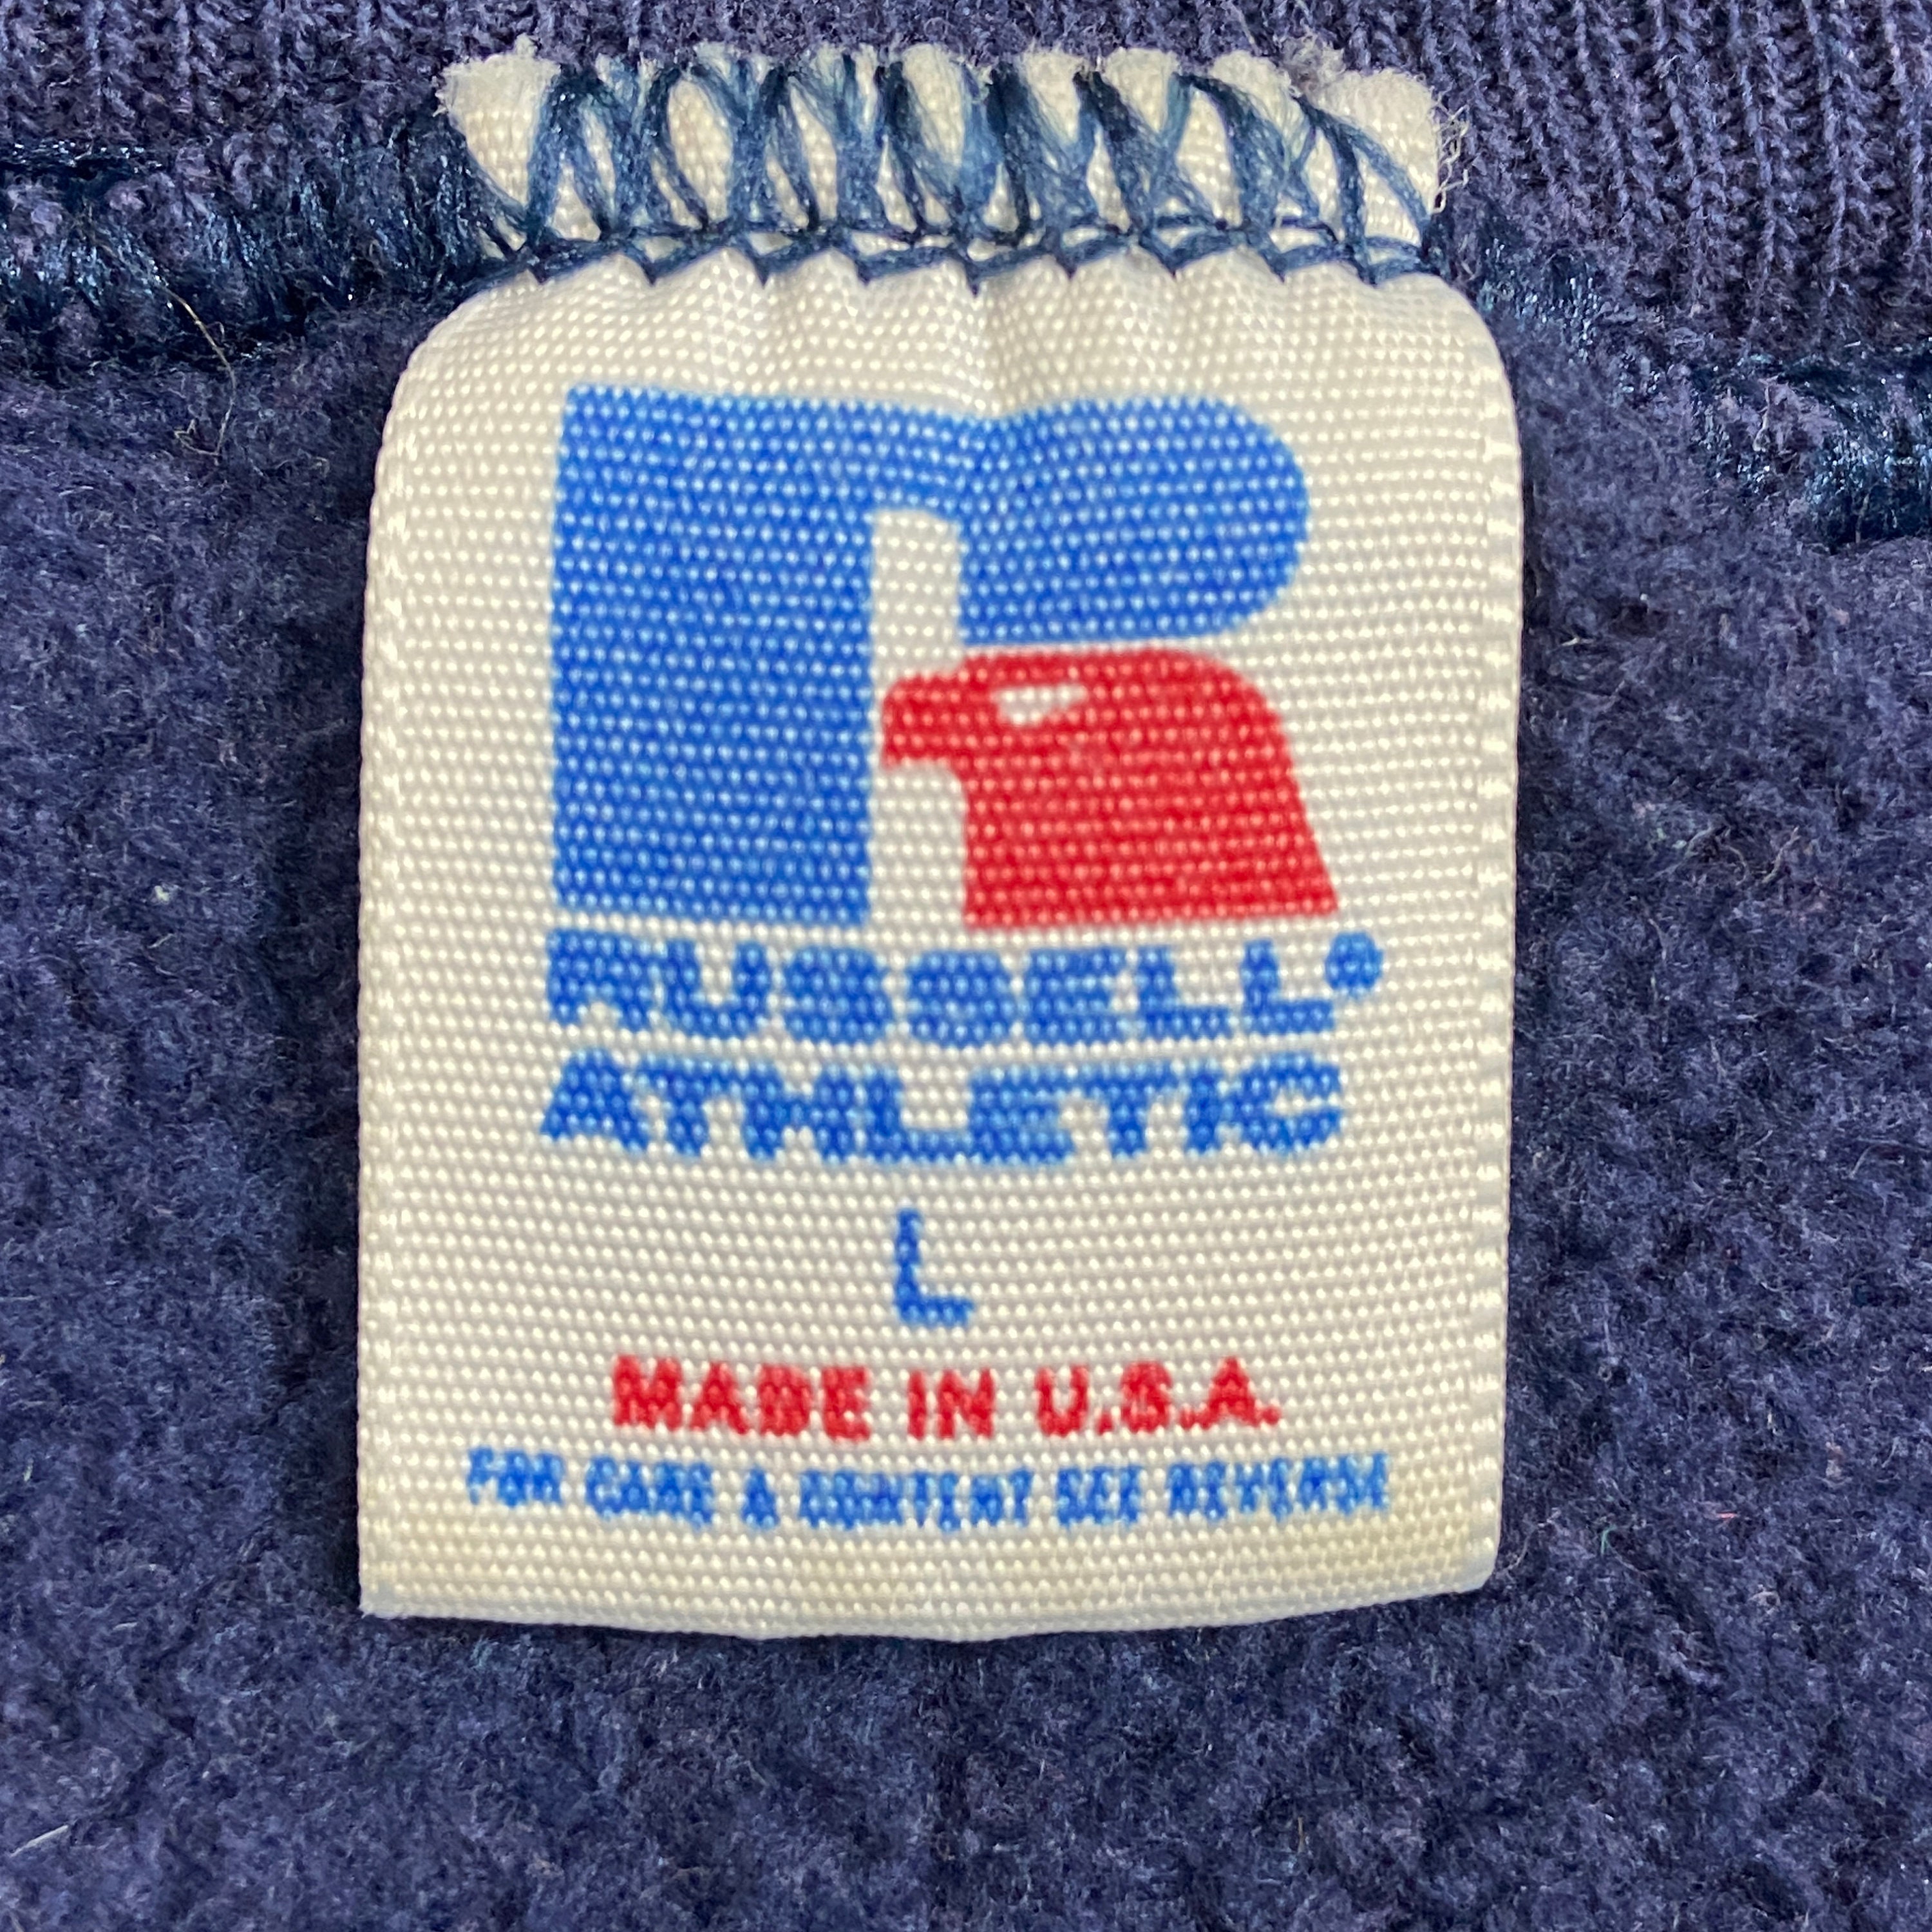 R
RUSSELL®
ATHLETIC
L
MADE IN U.S.A.
FOR CARE & CONTENT SEE REVERSE